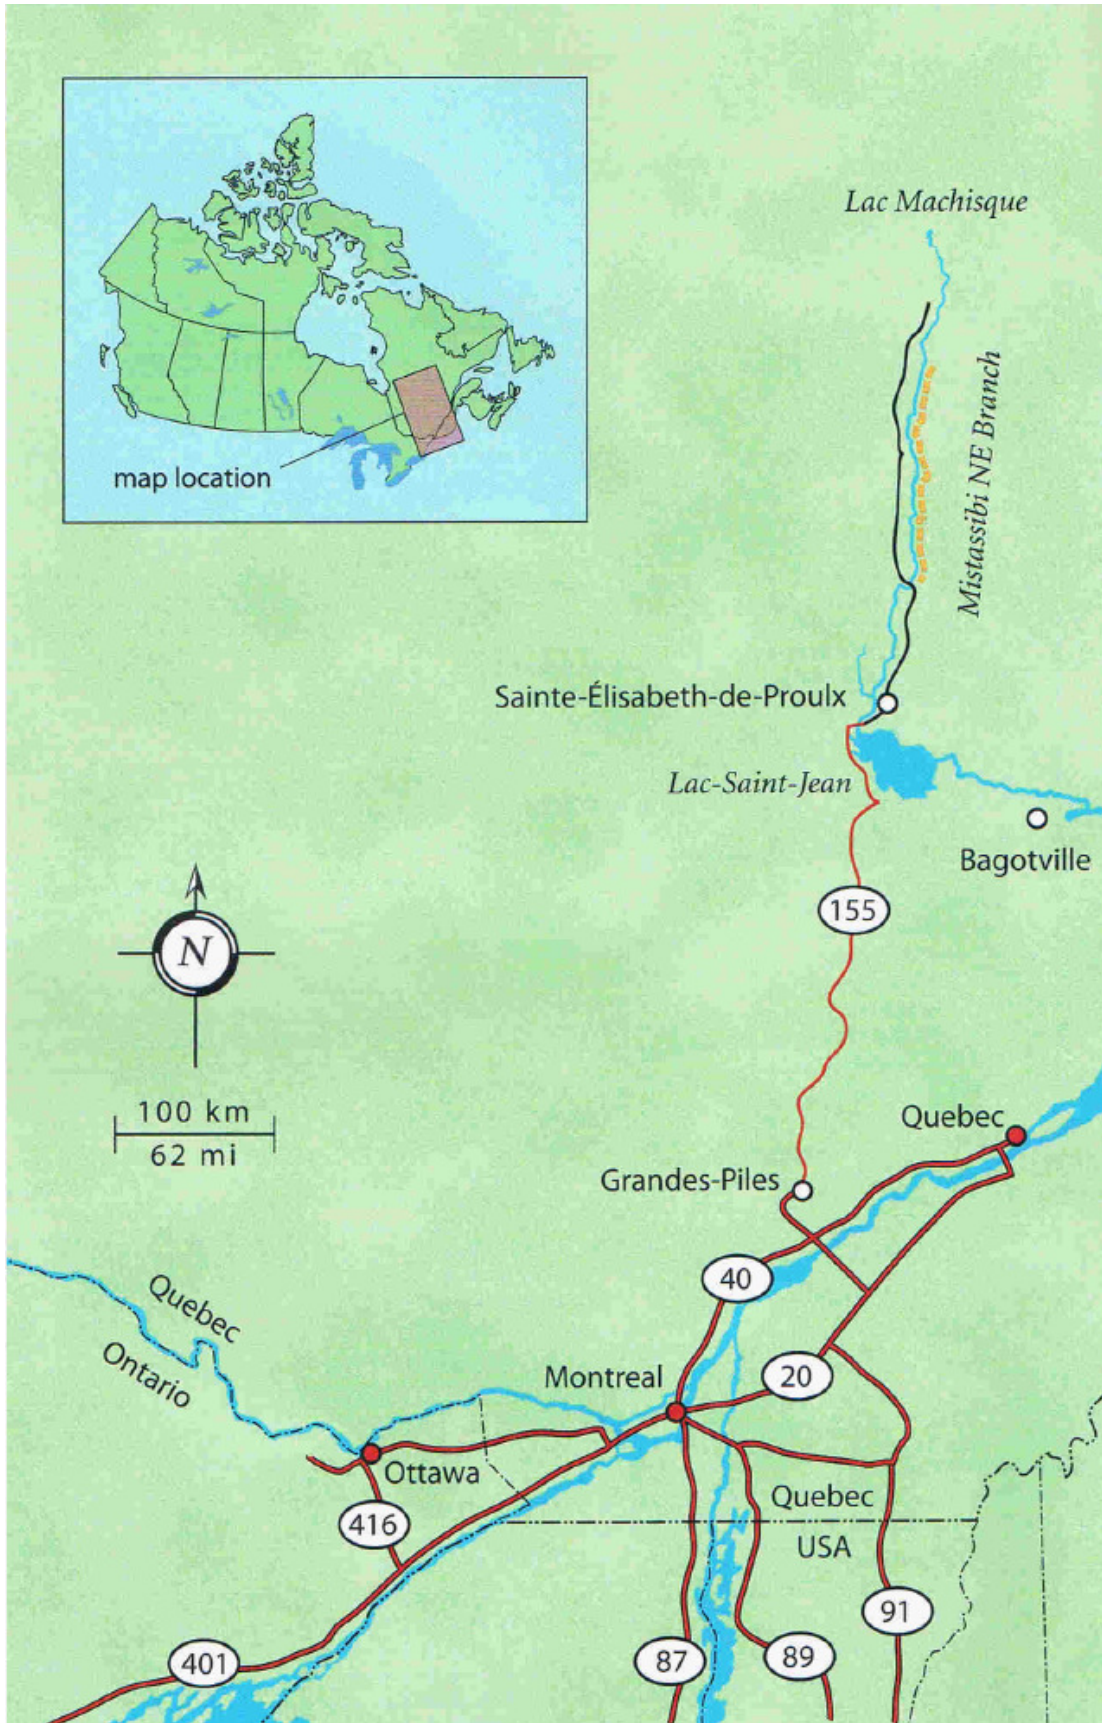 map location
Lac Machisque
Mistassibi NE Branch
Sainte-Élisabeth-de-Proulx
Lac-Saint-Jean
Bagotville
155
N
100 km
62 mi
Quebec
Grandes-Piles
40
Quebec
Ontario
Montreal
20
Ottawa
416
Quebec
USA
91
401
87
89